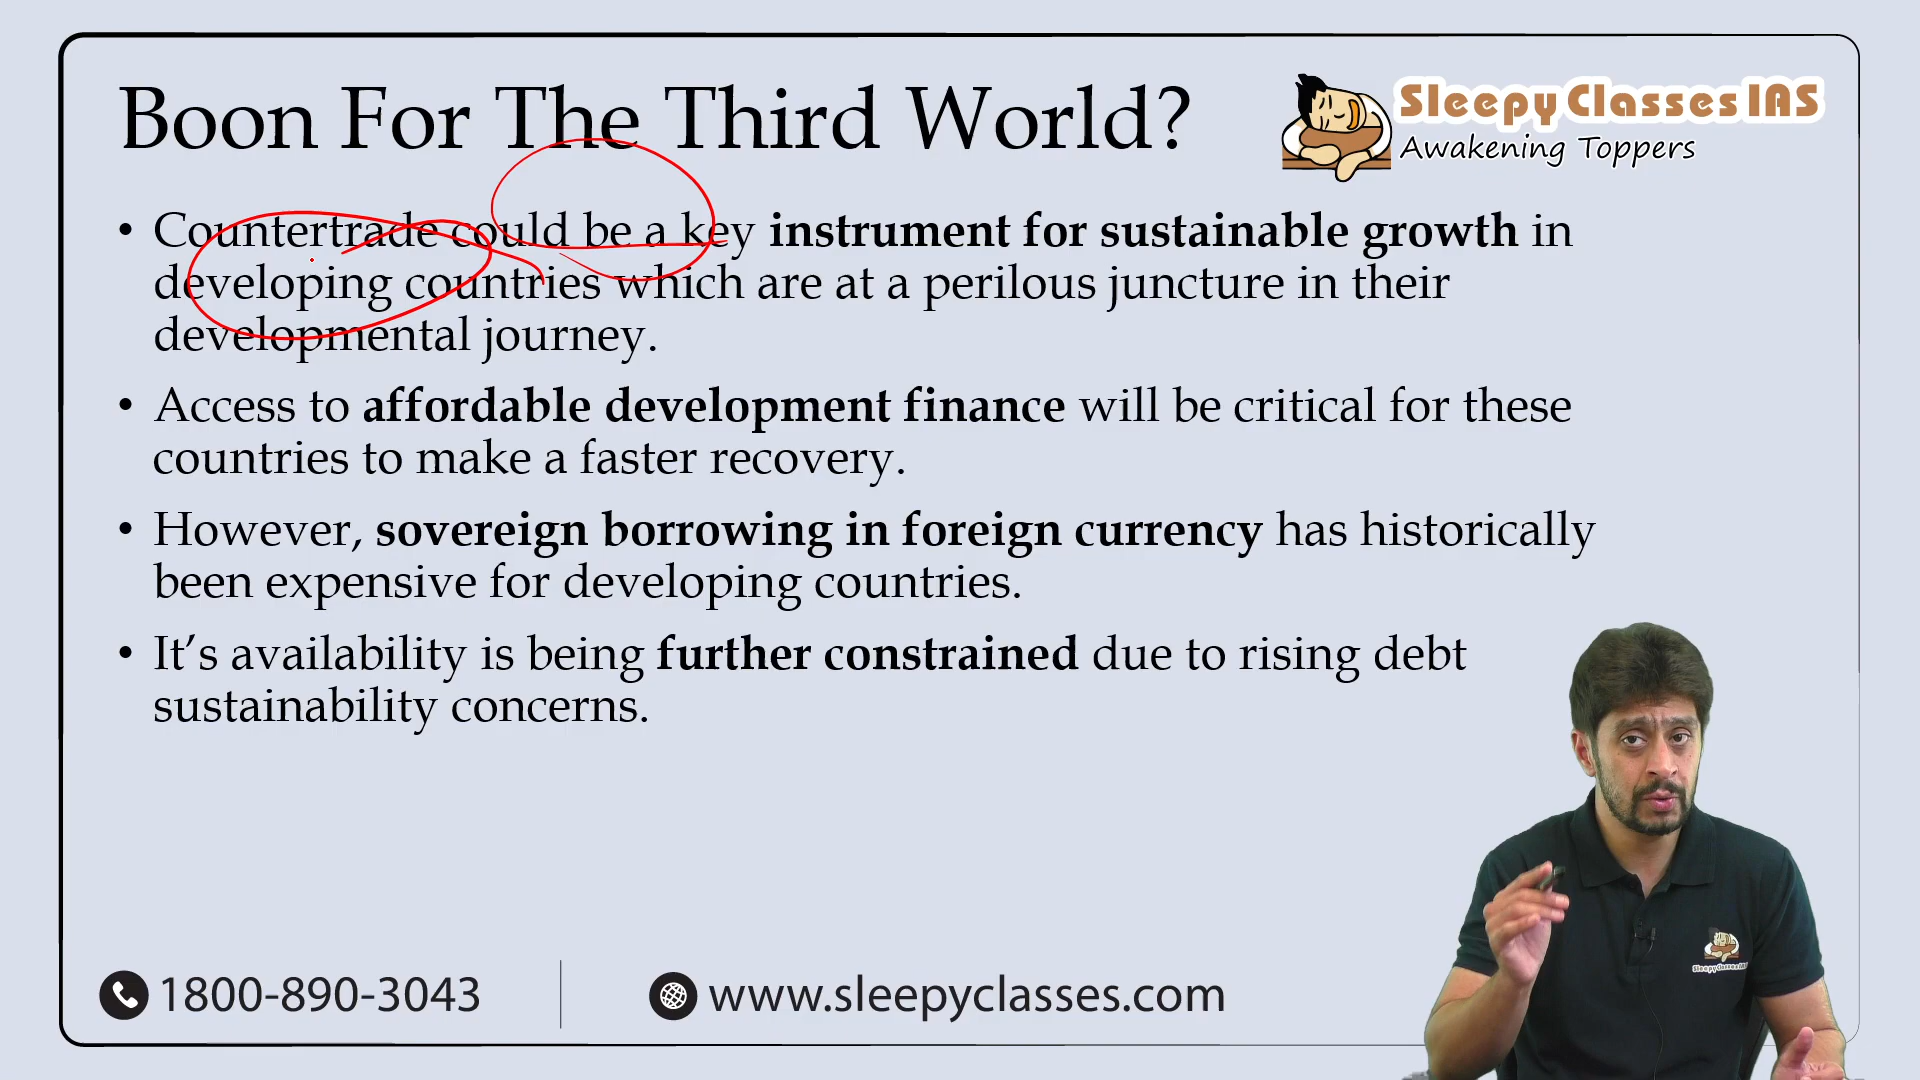 Boon For The Third World?
Sleepy Classes IAS
Awakening Toppers
• Countertrade could be a key instrument for sustainable growth in
developing countries which are at a perilous juncture in their
developmental journey.
• Access to affordable development finance will be critical for these
countries to make a faster recovery.
• However, sovereign borrowing in foreign currency has historically
been expensive for developing countries.
• It’s availability is being further constrained due to rising debt
sustainability concerns.
Sleepy Classes IAS
1800-890-3043
www.sleepyclasses.com